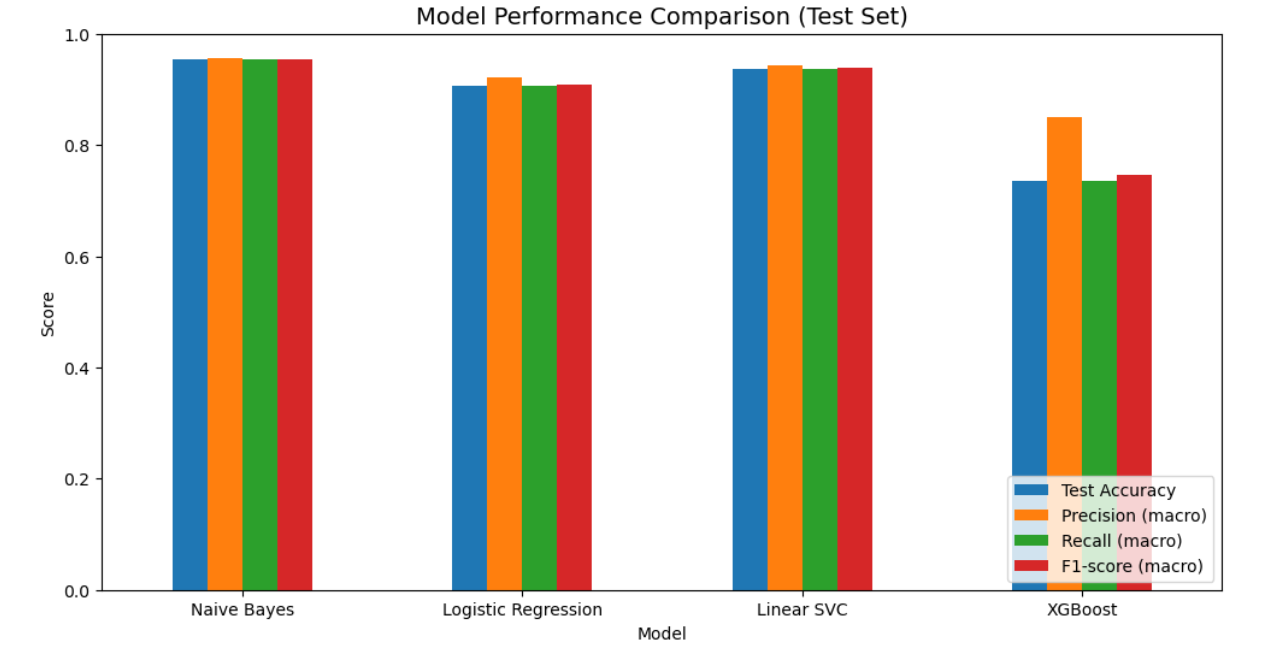 Model Performance Comparison (Test Set)
1.0
0.8
0.6
0.4
0.2
0.0
Score
Test Accuracy
Precision (macro)
Recall (macro)
F1-score (macro)
Naive Bayes
Logistic Regression
Linear SVC
XGBoost
Model